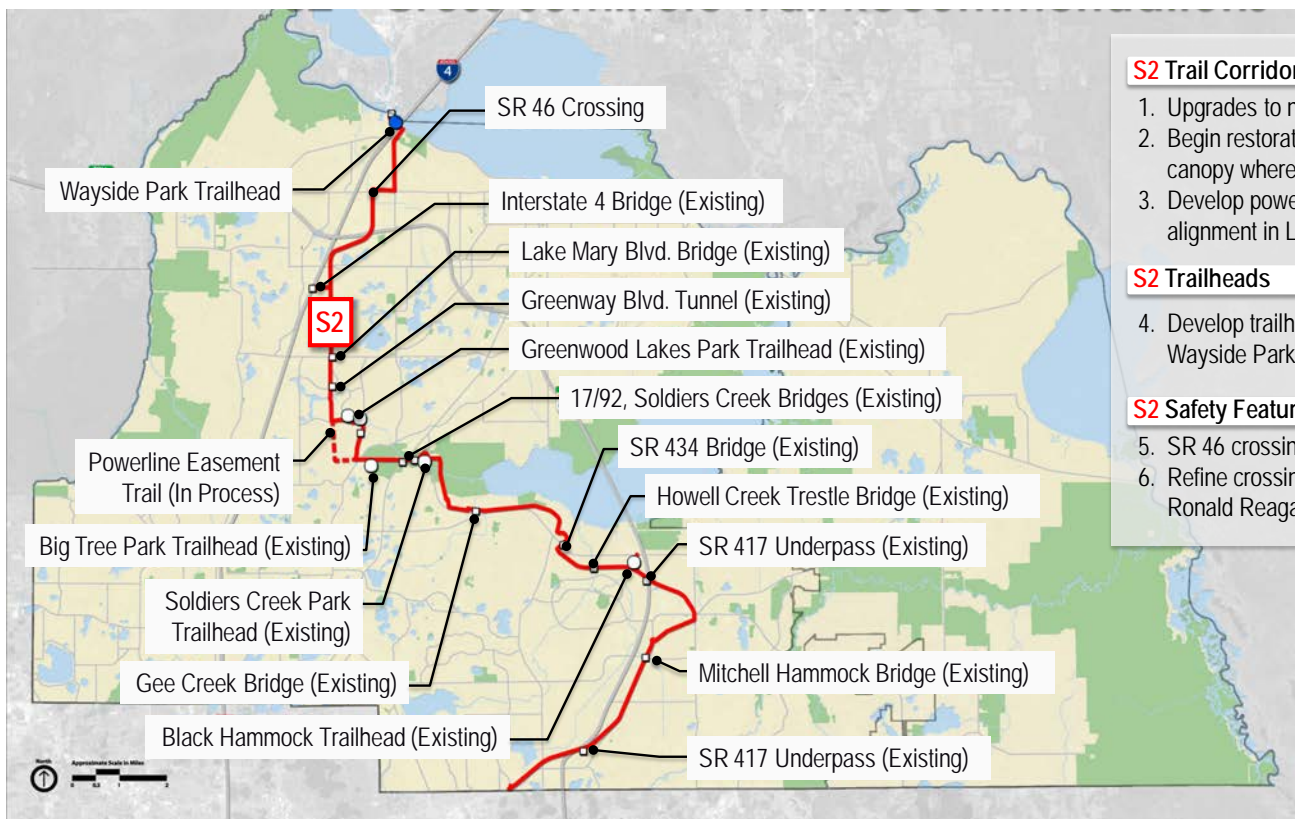 4
SR 46 Crossing
Wayside Park Trailhead
Interstate 4 Bridge (Existing)
Lake Mary Blvd. Bridge (Existing)
S2
Greenway Blvd. Tunnel (Existing)
Greenwood Lakes Park Trailhead (Existing)
17/92, Soldiers Creek Bridges (Existing)
Powerline Easement
Trail (In Process)
SR 434 Bridge (Existing)
Howell Creek Trestle Bridge (Existing)
Big Tree Park Trailhead (Existing)
SR 417 Underpass (Existing)
Soldiers Creek Park
Trailhead (Existing)
Gee Creek Bridge (Existing)
Mitchell Hammock Bridge (Existing)
Black Hammock Trailhead (Existing)
SR 417 Underpass (Existing)
North
Approximate Scale in Miles
0 0.5 1 2
S2 Trail Corridor
1. Upgrades to
2. Begin restorat
canopy where
3. Develop powe
alignment in L
S2 Trailheads
4. Develop trailh
Wayside Park
S2 Safety Featur
5. SR 46 crossin
6. Refine crossin
Ronald Reaga